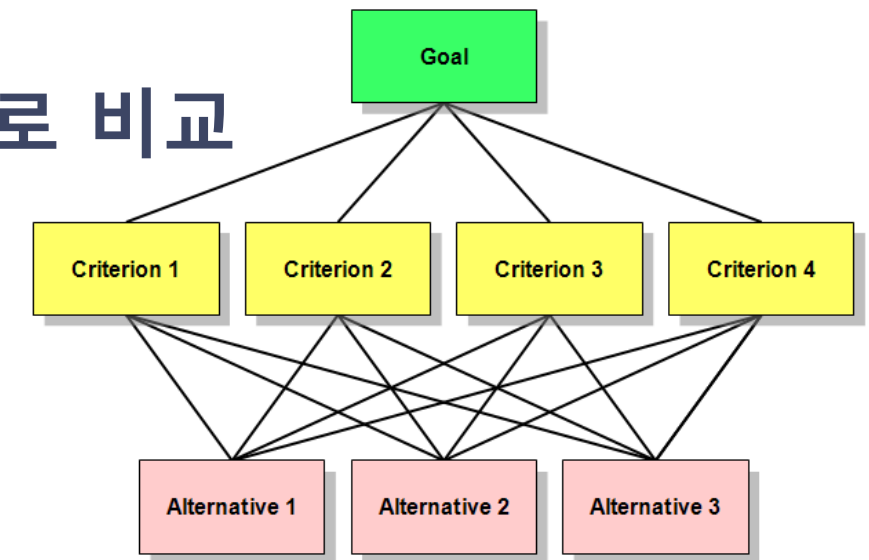 Goal
로 비교
Criterion 1
Criterion 2
Criterion 3
Criterion 4
Alternative 1
Alternative 2
Alternative 3